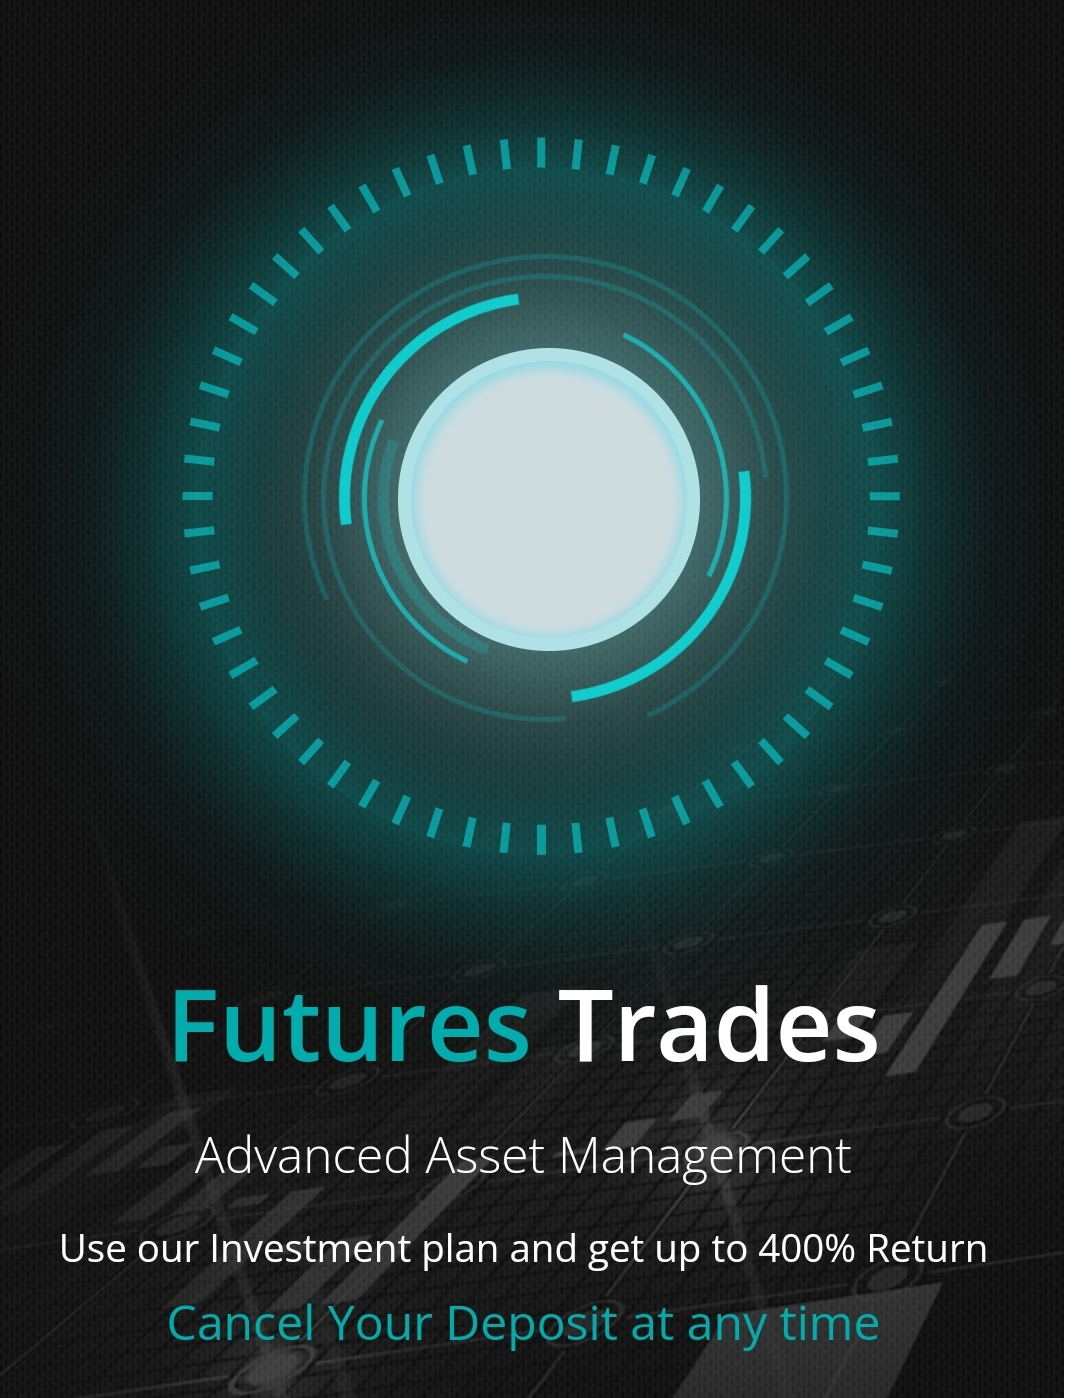 Futures Trades
Advanced Asset Management
Use our Investment plan and get up to 400% Return
Cancel Your Deposit at any time